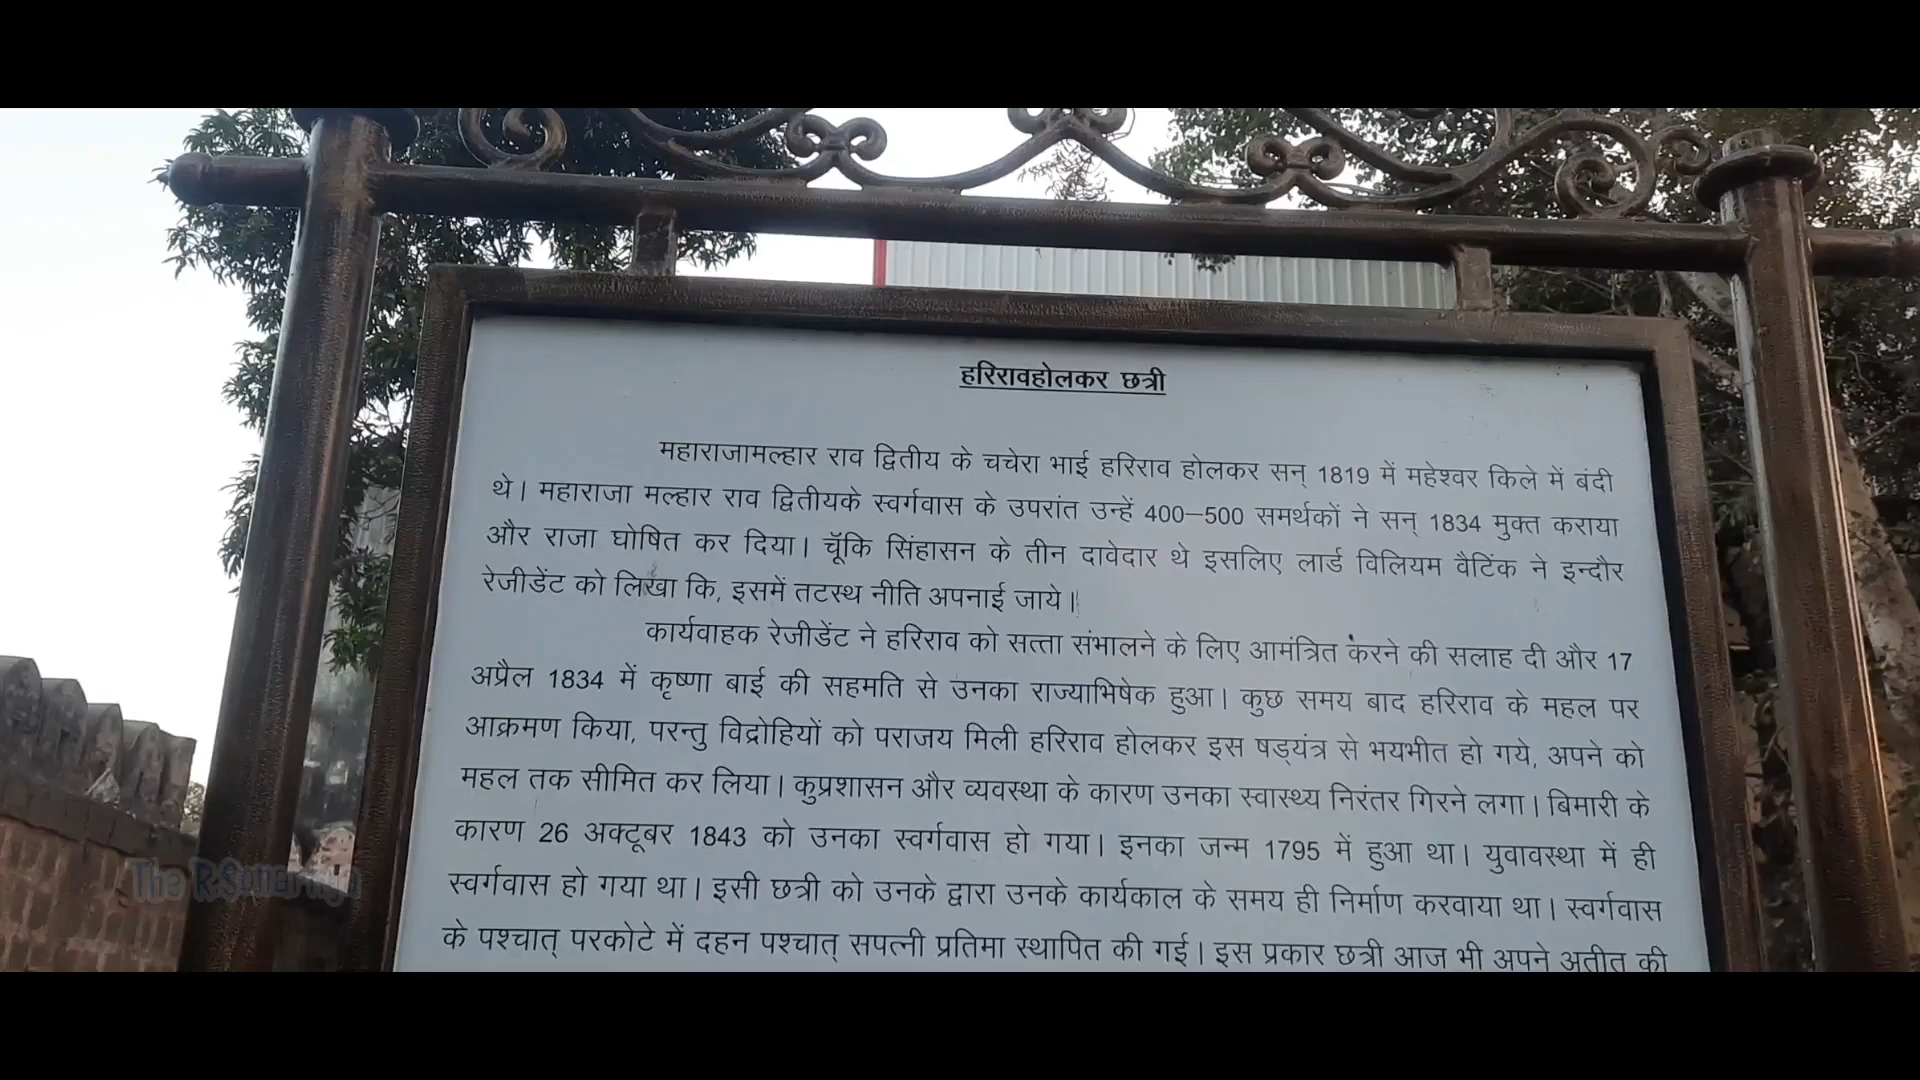 हरिरावहोलकर छत्री
महाराजामल्हार राव द्वितीय के चचेरा भाई हरिराव होलकर सन् 1819 में महेश्वर किले में बंदी
थे। महाराजा मल्हार राव द्वितीयके स्वर्गवास के उपरांत उन्हें 400–500 समर्थकों ने सन् 1834 मुक्त कराया
और राजा घोषित कर दिया। चूॅकि सिंहासन के तीन दावेदार थे इसलिए लार्ड विलियम वैटिंक ने इन्दौर
रेजीडेंट को लिखा कि, इसमें तटस्थ नीति अपनाई जाये।
कार्यवाहक रेजीडेंट ने हरिराव को सत्ता संभालने के लिए आमंत्रित करने की सलाह दी और 17
अप्रैल 1834 में कृष्णा बाई की सहमति से उनका राज्याभिषेक हुआ। कुछ समय बाद हरिराव के महल पर
आक्रमण किया, परन्तु विद्रोहियों को पराजय मिली हरिराव होलकर इस षड्यंत्र से भयभीत हो गये, अपने को
महल तक सीमित कर लिया। कुप्रशासन और व्यवस्था के कारण उनका स्वास्थ्य निरंतर गिरने लगा। बिमारी के
कारण 26 अक्टूबर 1843 को उनका स्वर्गवास हो गया। इनका जन्म 1795 में हुआ था। युवावस्था में ही
स्वर्गवास हो गया था। इसी छत्री को उनके द्वारा उनके कार्यकाल के समय ही निर्माण करवाया था। स्वर्गवास
के पश्चात् परकोटे में दहन पश्चात् सपत्नी प्रतिमा स्थापित की गई। इस प्रकार छत्री आज भी अपने अतीत की
The